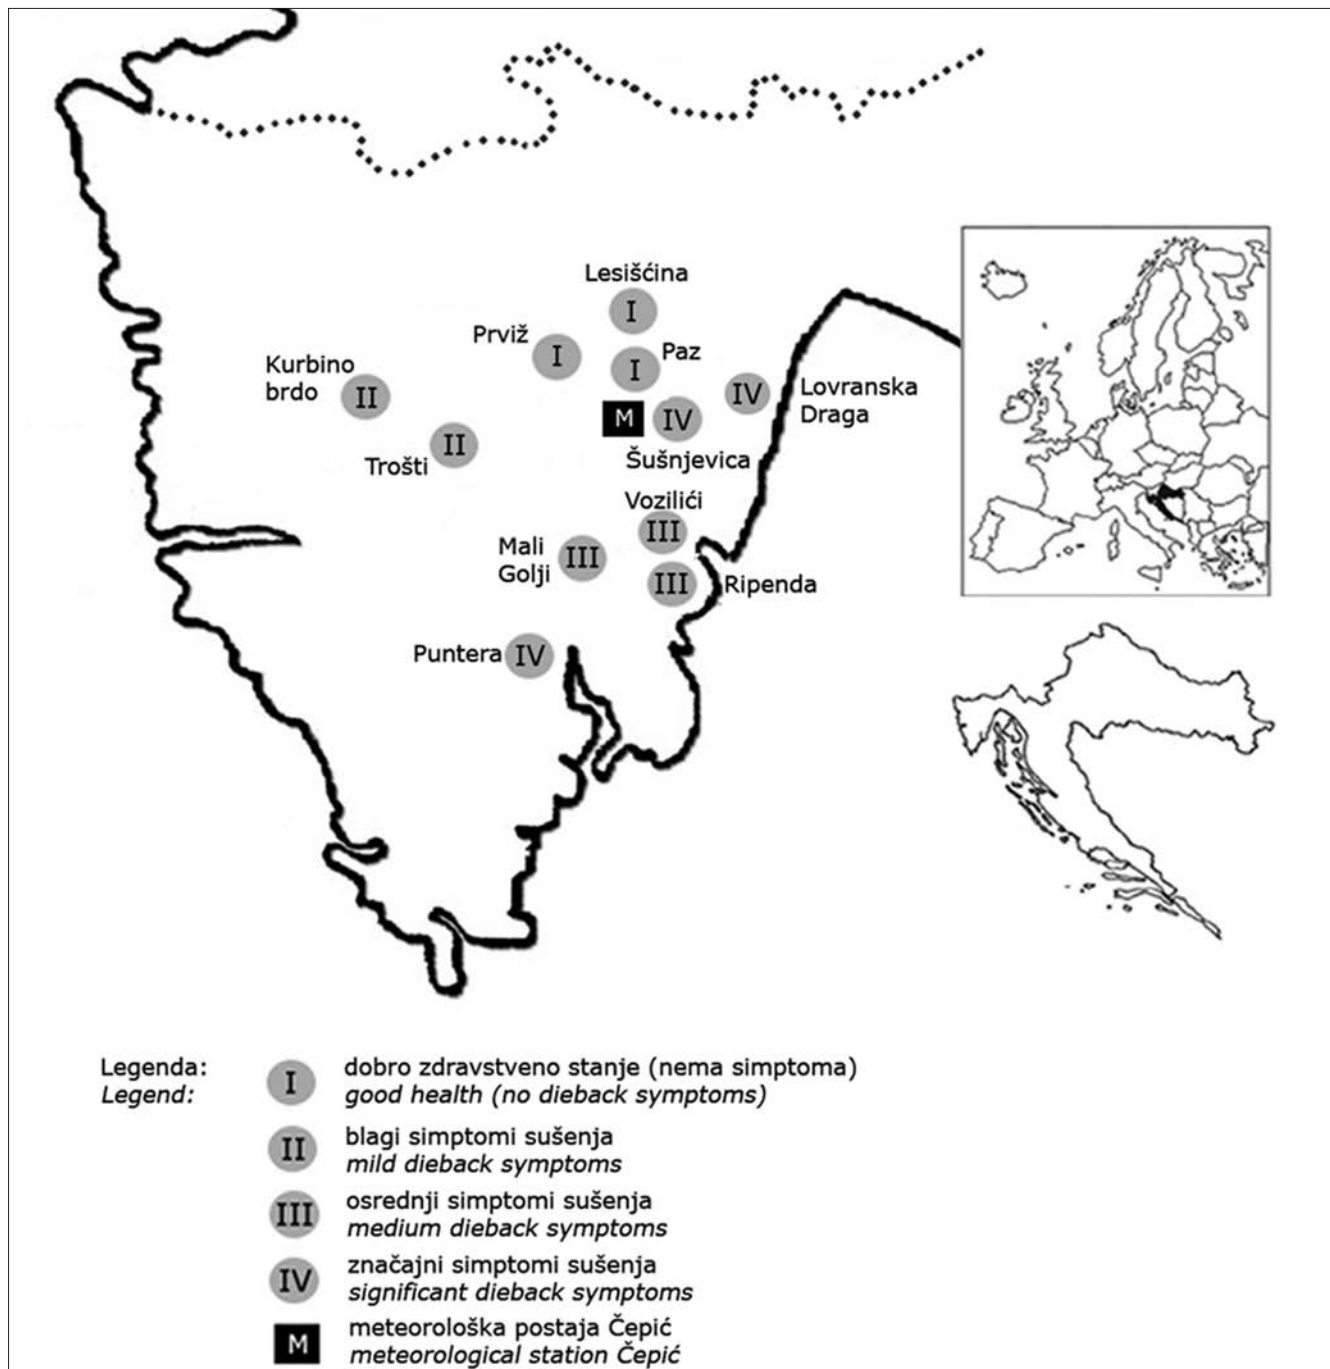 Lesišćina
I
Prviž
I
Paz
I
Kurbino
brdo
II
IV
Lovranska
Draga
M
IV
Šušnjevica
II
Trošti
Vozilići
III
Mali
Golji
III
III
Ripenda
Puntera
IV
Legenda:
Legend:
I
dobro zdravstveno stanje (nema simptoma)
good health (no dieback symptoms)
II
blagi simptomi sušenja
mild dieback symptoms
III
osrednji simptomi sušenja
medium dieback symptoms
IV
značajni simptomi sušenja
significant dieback symptoms
M
meteorološka postaja Čepić
meteorological station Čepić